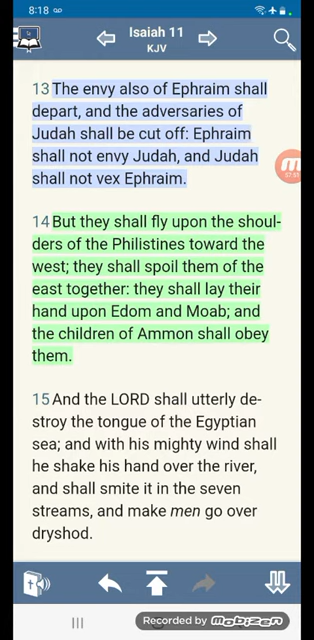 8:18
Isaiah 11
KJV
13 The envy also of Ephraim shall
depart, and the adversaries of
Judah shall be cut off: Ephraim
shall not envy Judah, and Judah
shall not vex Ephraim.
14 But they shall fly upon the shoul-
ders of the Philistines toward the
west; they shall spoil them of the
east together: they shall lay their
hand upon Edom and Moab; and
the children of Ammon shall obey
them.
15 And the LORD shall utterly de-
stroy the tongue of the Egyptian
sea; and with his mighty wind shall
he shake his hand over the river,
and shall smite it in the seven
streams, and make men go over
dryshod.
Recorded by Mobizen